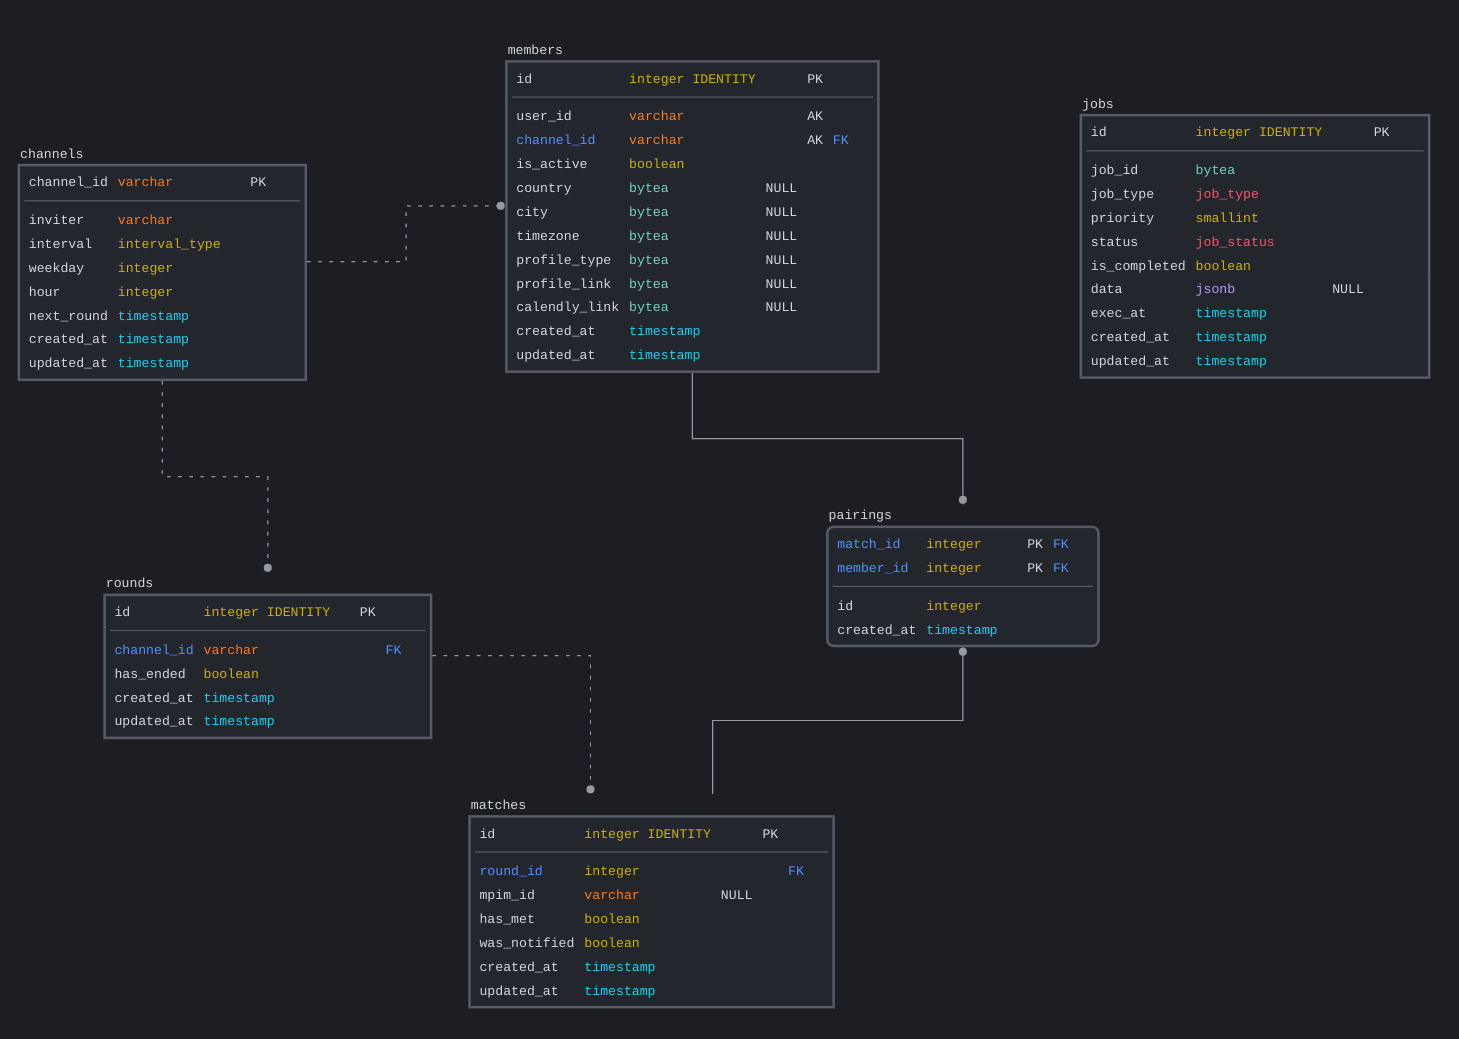 members
id integer IDENTITY PK
user_id varchar AK
channel_id varchar AK FK
is_active boolean
country bytea NULL
city bytea NULL
timezone bytea NULL
profile_type bytea NULL
profile_link bytea NULL
calendly_link bytea NULL
created_at timestamp
updated_at timestamp
jobs
id integer IDENTITY PK
job_id bytea
job_type job_type
priority smallint
status job_status
is_completed boolean
data jsonb NULL
exec_at timestamp
created_at timestamp
updated_at timestamp
channels
channel_id varchar PK
inviter varchar
interval interval_type
weekday integer
hour integer
next_round timestamp
created_at timestamp
updated_at timestamp
pairings
match_id integer PK FK
member_id integer PK FK
id integer
created_at timestamp
rounds
id integer IDENTITY PK
channel_id varchar FK
has_ended boolean
created_at timestamp
updated_at timestamp
matches
id integer IDENTITY PK
round_id integer FK
mpim_id varchar NULL
has_met boolean
was_notified boolean
created_at timestamp
updated_at timestamp